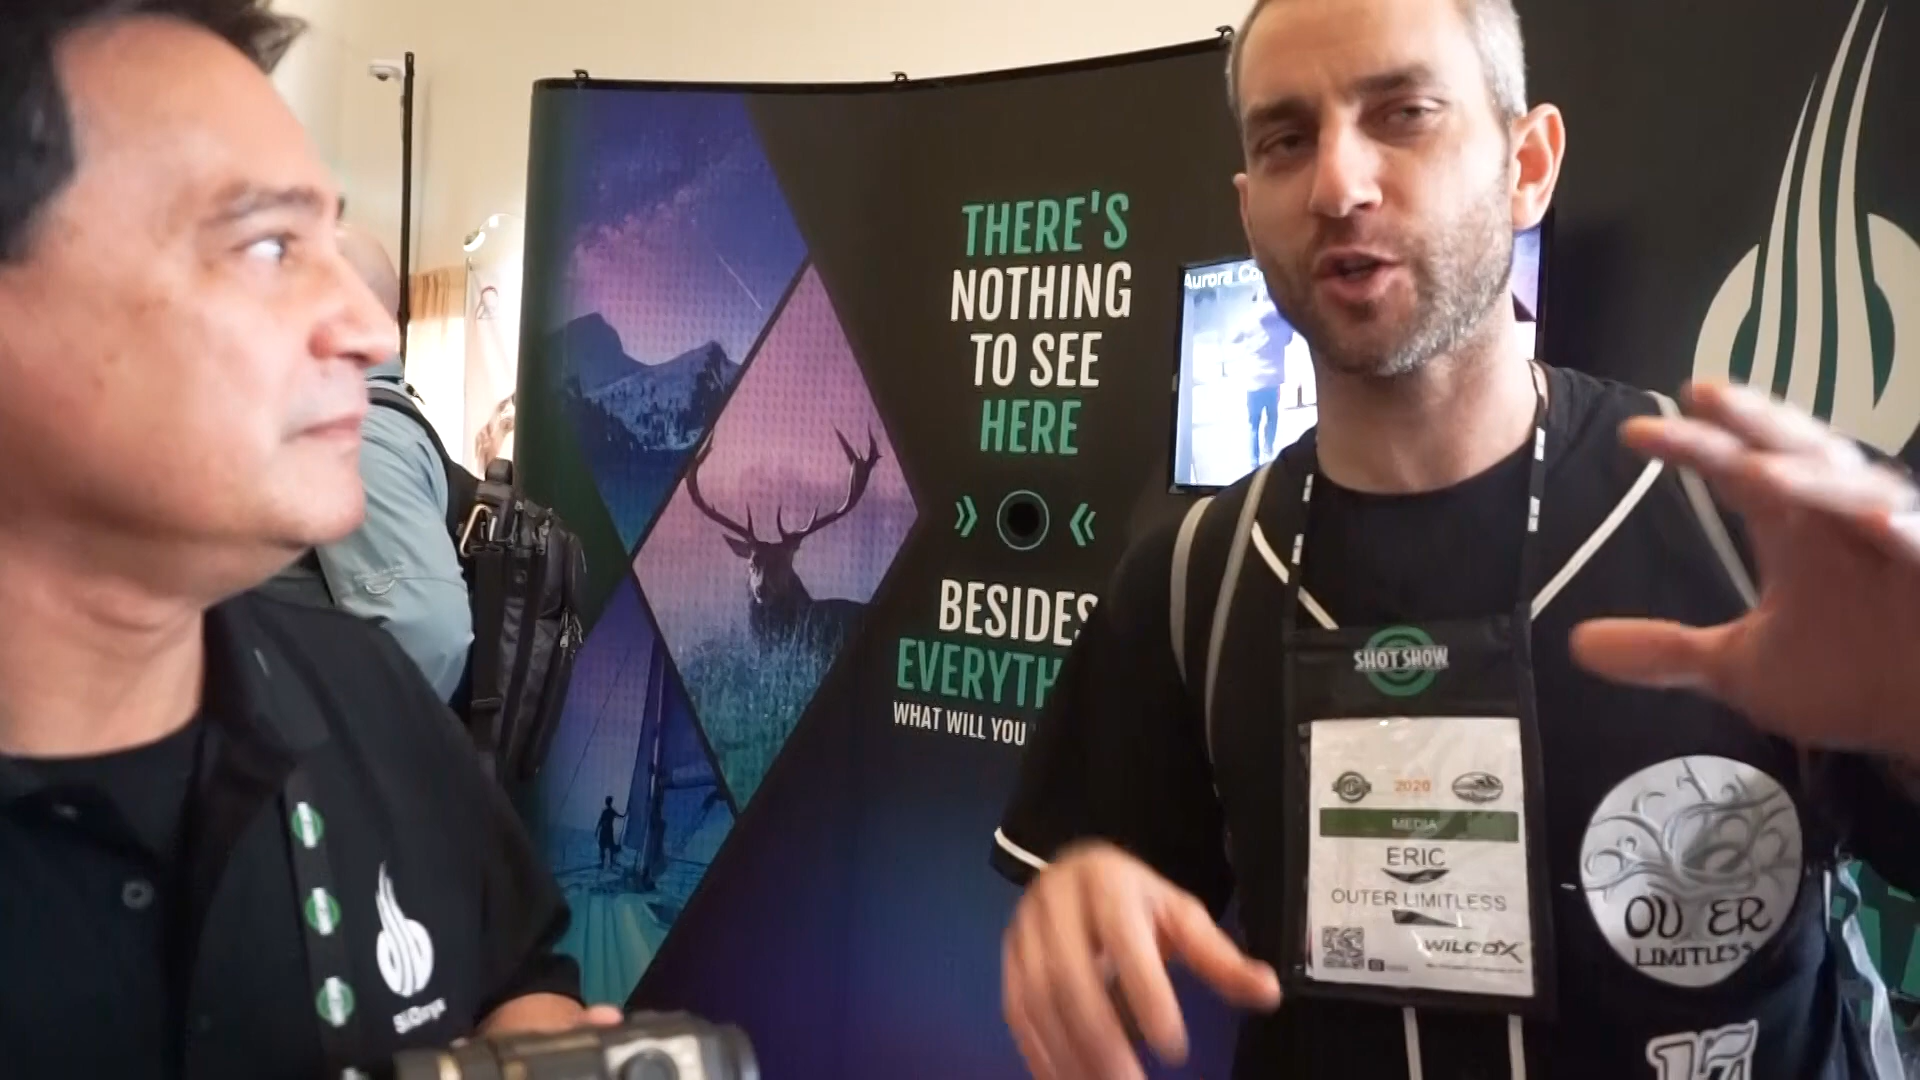 THERE'S
NOTHING
TO SEE
HERE
BESIDES
EVERYTH
WHAT WILL YOU
Aurora
SHOT SHOW
2020
MEDIA
ERIC
OUTER LIMITLESS
WILCOX
OU ER
LIMITLESS
17
SiOnyx